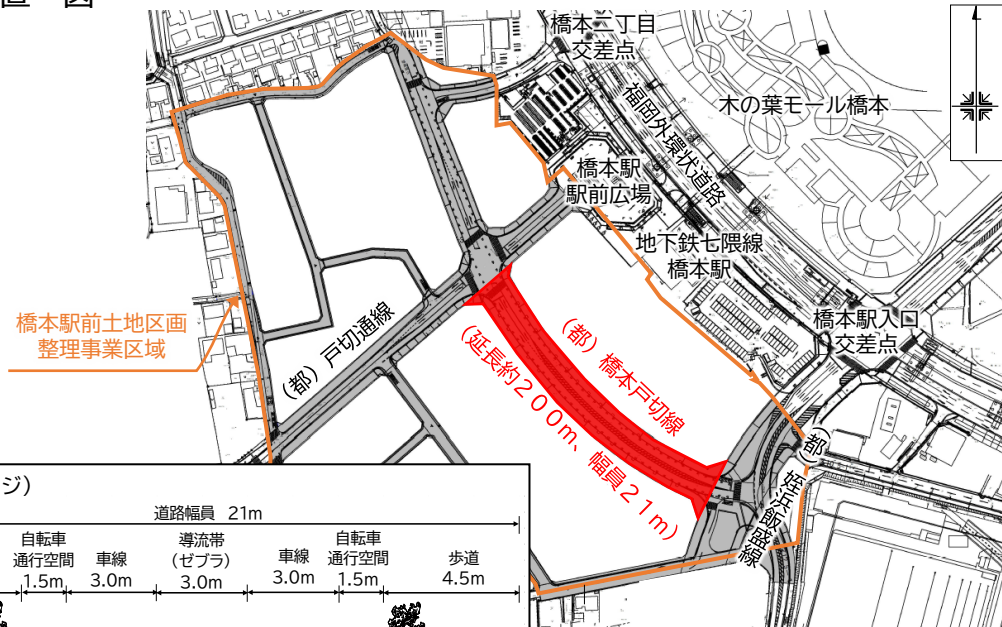 置 図
橋本二丁目
交差点
木の葉モール橋本
福岡外環状道路
橋本駅
駅前広場
地下鉄七隈線
橋本駅
橋本駅入口
交差点
橋本駅前土地区画
整理事業区域
(都) 戸切通線
(都) 橋本戸切線
(延長約200m、幅員21m)
(都) 姪浜飯盛線
ジ)
道路幅員 21m
自転車
通行空間
1.5m
車線
3.0m
導流帯
(ゼブラ)
3.0m
車線
3.0m
自転車
通行空間
1.5m
歩道
4.5m